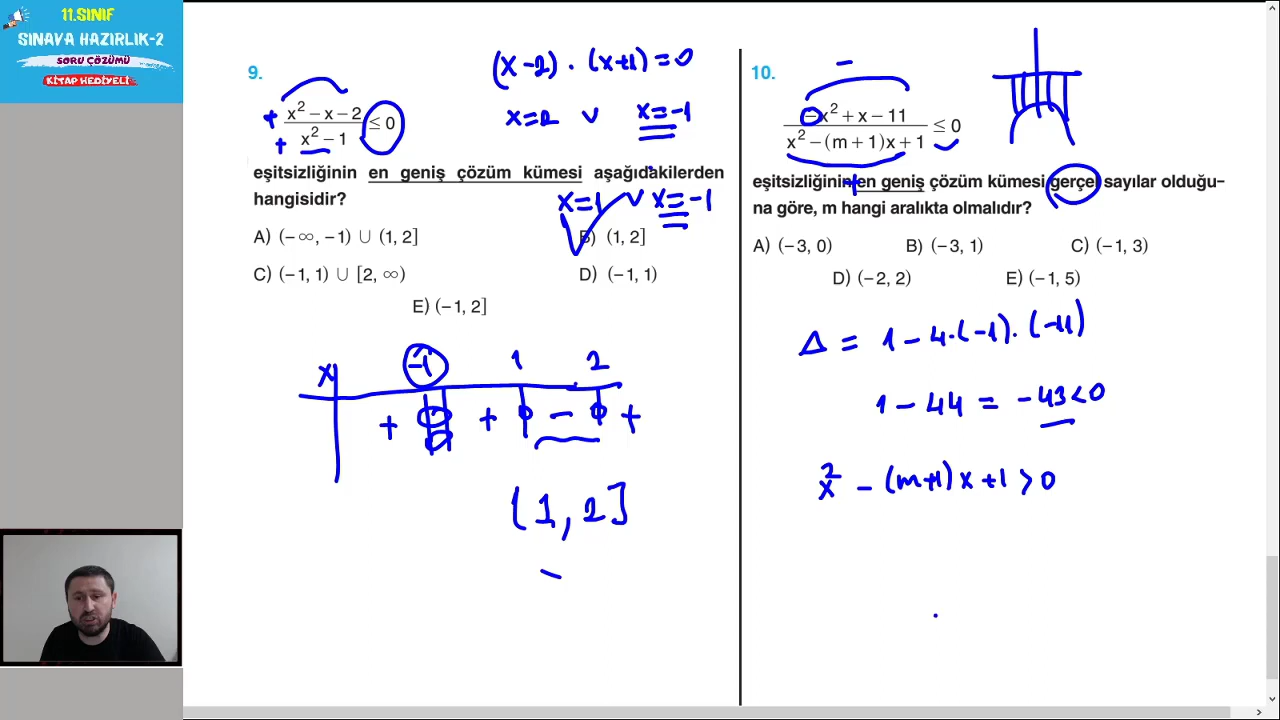 11.SINIF
SINAVA HAZIRLIK-2
SORU ÇÖZÜMÜ
KİTAP HEDİYELİ
9.
(x-2) . (x+1) = 0
x=2 v x=-1
+ x² − x − 2
+ x² − 1
≤ 0
eşitsizliğinin en geniş çözüm kümesi aşağıdakilerden
hangisidir?
x=1 v x=-1
A) (−∞, −1) ∪ (1, 2]
B) (1, 2]
C) (−1, 1) ∪ [2, ∞)
D) (−1, 1)
E) (−1, 2]
x -1 1 2
+ + − +
(1, 2]
10.
−
−x² + x − 11
x² − (m + 1)x + 1
≤ 0
+
eşitsizliğinin en geniş çözüm kümesi gerçel sayılar olduğu-
na göre, m hangi aralıkta olmalıdır?
A) (−3, 0)
B) (−3, 1)
C) (−1, 3)
D) (−2, 2)
E) (−1, 5)
Δ = 1 − 4.(−1).(−11)
1 − 44 = −43 < 0
x² − (m+1)x + 1 > 0